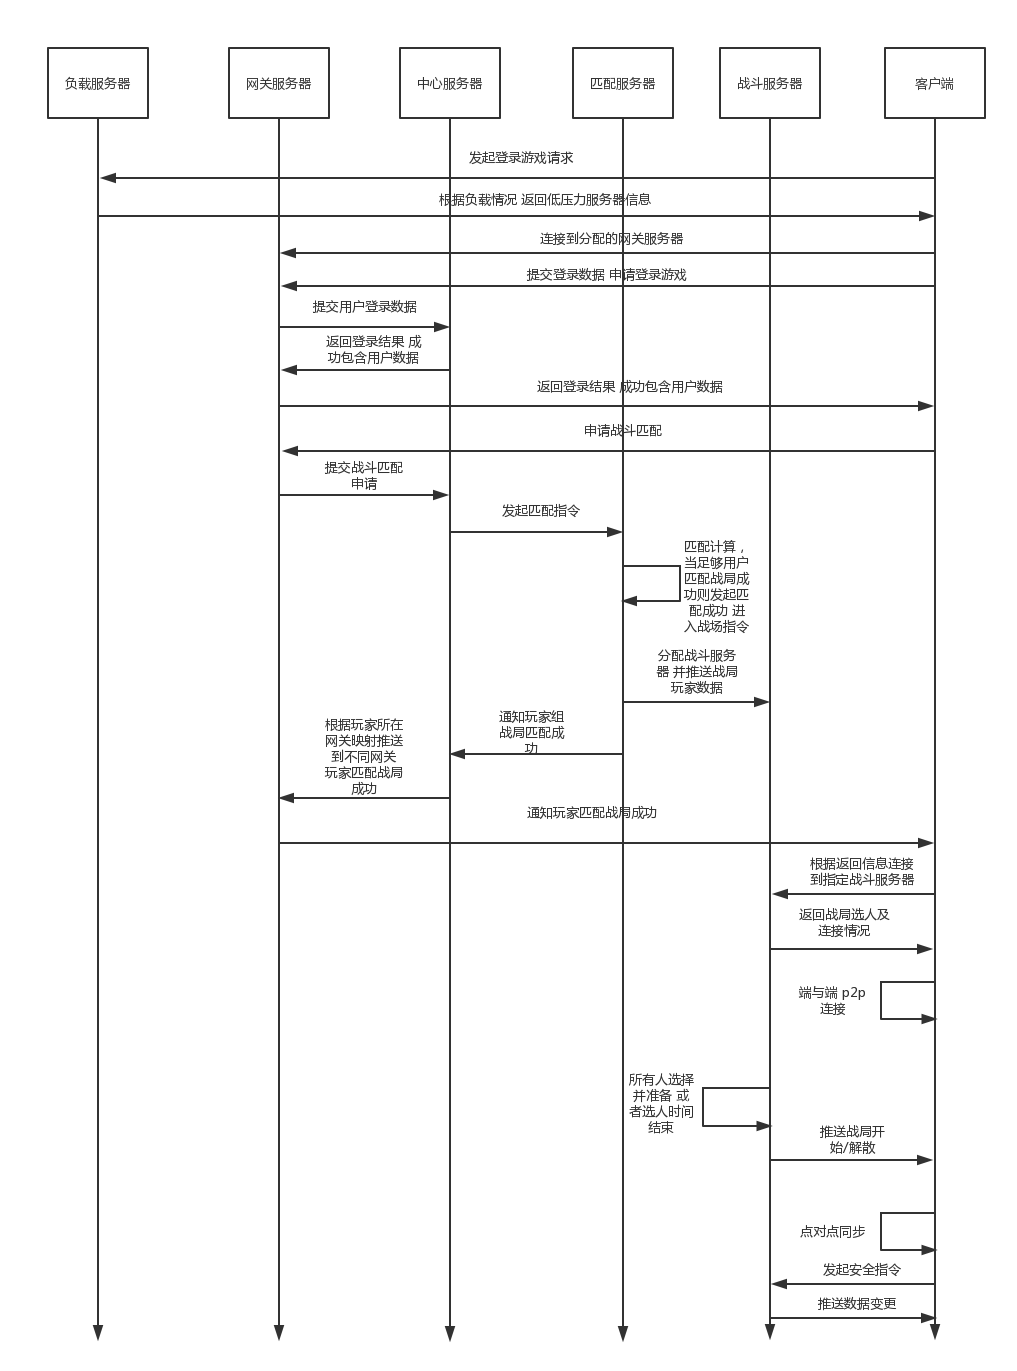 负载服务器
网关服务器
中心服务器
匹配服务器
战斗服务器
客户端
发起登录游戏请求
根据负载情况 返回低压力服务器信息
连接到分配的网关服务器
提交登录数据 申请登录游戏
提交用户登录数据
返回登录结果 成
功包含用户数据
返回登录结果 成功包含用户数据
申请战斗匹配
提交战斗匹配
申请
发起匹配指令
匹配计算，
当足够用户
匹配战局成
功则发起匹
配成功 进
入战场指令
分配战斗服务
器 并推送战局
玩家数据
通知玩家组
战局匹配成
功
根据玩家所在
网关映射推送
到不同网关
玩家匹配战局
成功
通知玩家匹配战局成功
根据返回信息连接
到指定战斗服务器
返回战局选人及
连接情况
端与端 p2p
连接
所有人选择
并准备 或
者选人时间
结束
推送战局开
始/解散
点对点同步
发起安全指令
推送数据变更